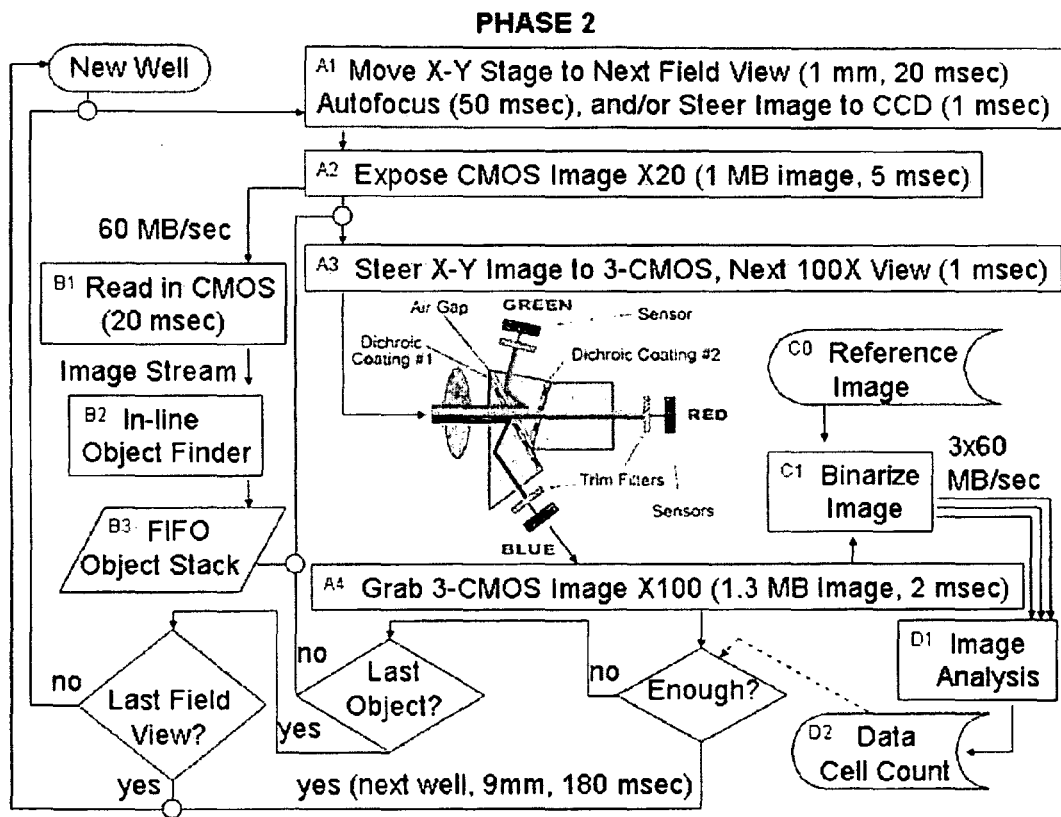 PHASE 2
New Well
A1 Move X-Y Stage to Next Field View (1 mm, 20 msec)
Autofocus (50 msec), and/or Steer Image to CCD (1 msec)
A2 Expose CMOS Image X20 (1 MB image, 5 msec)
60 MB/sec
A3 Steer X-Y Image to 3-CMOS, Next 100X View (1 msec)
B1 Read in CMOS
(20 msec)
Image Stream
B2 In-line
Object Finder
B3 FIFO
Object Stack
Air Gap
GREEN
Sensor
Dichroic
Coating #1
Dichroic Coating #2
RED
Trim Filters
Sensors
BLUE
C0 Reference
Image
C1 Binarize
Image
3x60
MB/sec
A4 Grab 3-CMOS Image X100 (1.3 MB Image, 2 msec)
D1 Image
Analysis
D2 Data
Cell Count
Enough?
no
Last
Object?
no
yes
Last Field
View?
no
yes
yes (next well, 9mm, 180 msec)